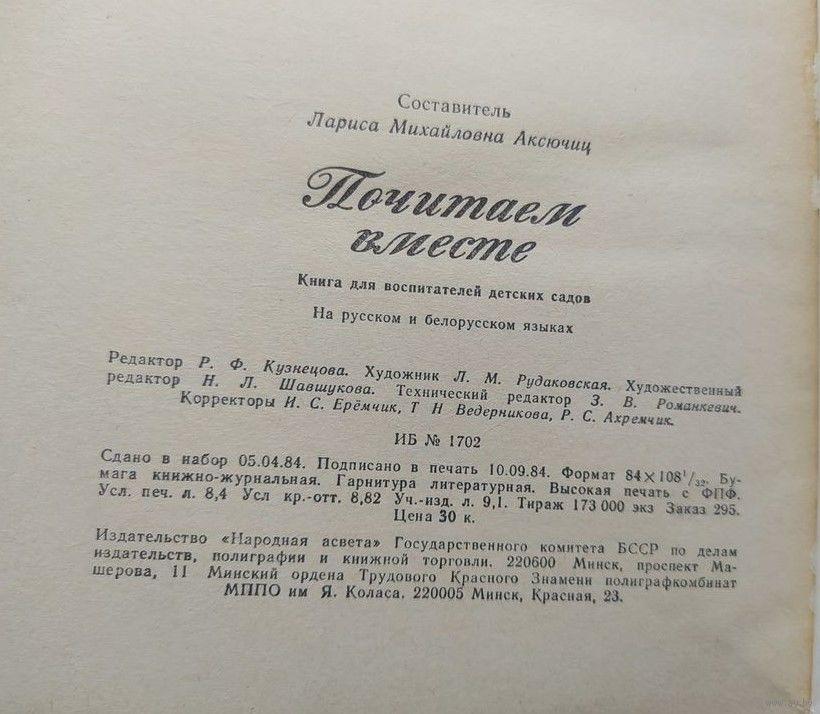 Составитель
Лариса Михайловна Аксючиц
Почитаем
вместе
Книга для воспитателей детских садов
На русском и белорусском языках
Редактор Р. Ф. Кузнецова. Художник Л. М. Рудаковская. Художественный
редактор Н. Л. Шавшукова. Технический редактор З. В. Романкевич.
Корректоры И. С. Ерёмчик, Т Н Ведерникова, Р. С. Ахремчик.
ИБ № 1702
Сдано в набор 05.04.84. Подписано в печать 10.09.84. Формат 84×108¹/₃₂. Бу-
мага книжно-журнальная. Гарнитура литературная. Высокая печать с ФПФ.
Усл. печ. л. 8,4 Усл кр.-отт. 8,82 Уч.-изд. л. 9,1. Тираж 173 000 экз Заказ 295.
Цена 30 к.
Издательство «Народная асвета» Государственного комитета БССР по делам
издательств, полиграфии и книжной торговли. 220600 Минск, проспект Ма-
шерова, 11 Минский ордена Трудового Красного Знамени полиграфкомбинат
МППО им Я. Коласа. 220005 Минск, Красная, 23.